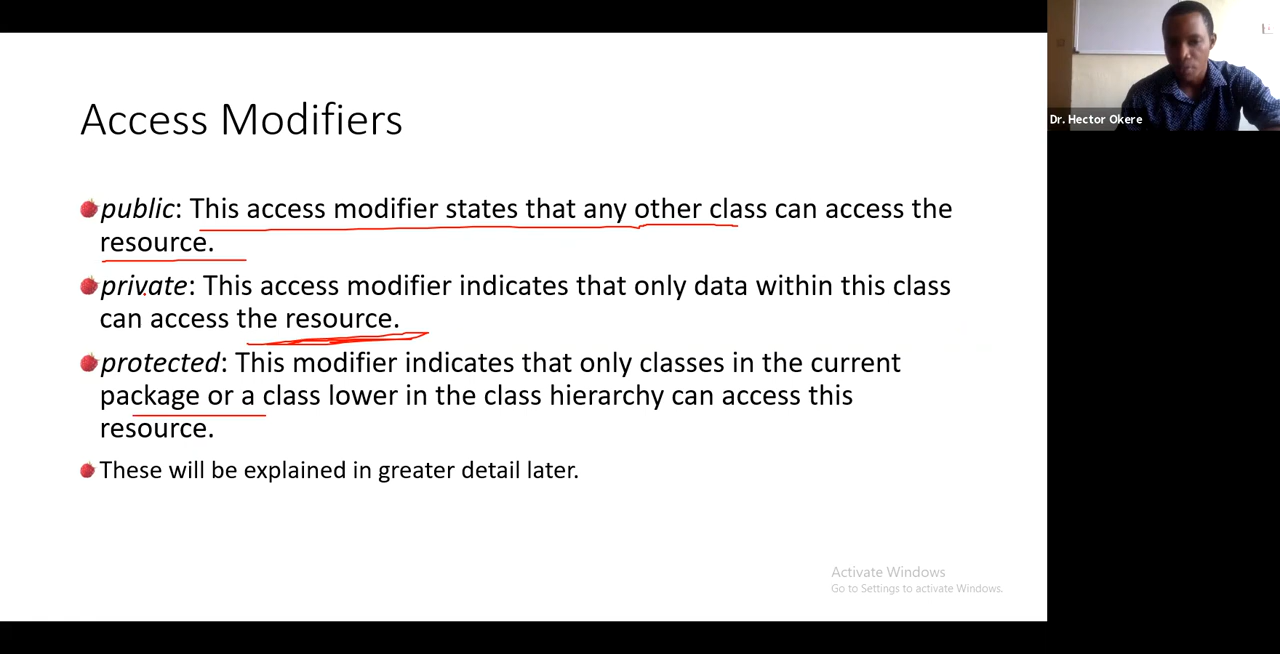 Dr. Hector Okere
Access Modifiers
public: This access modifier states that any other class can access the
resource.
private: This access modifier indicates that only data within this class
can access the resource.
protected: This modifier indicates that only classes in the current
package or a class lower in the class hierarchy can access this
resource.
These will be explained in greater detail later.
Activate Windows
Go to Settings to activate Windows.